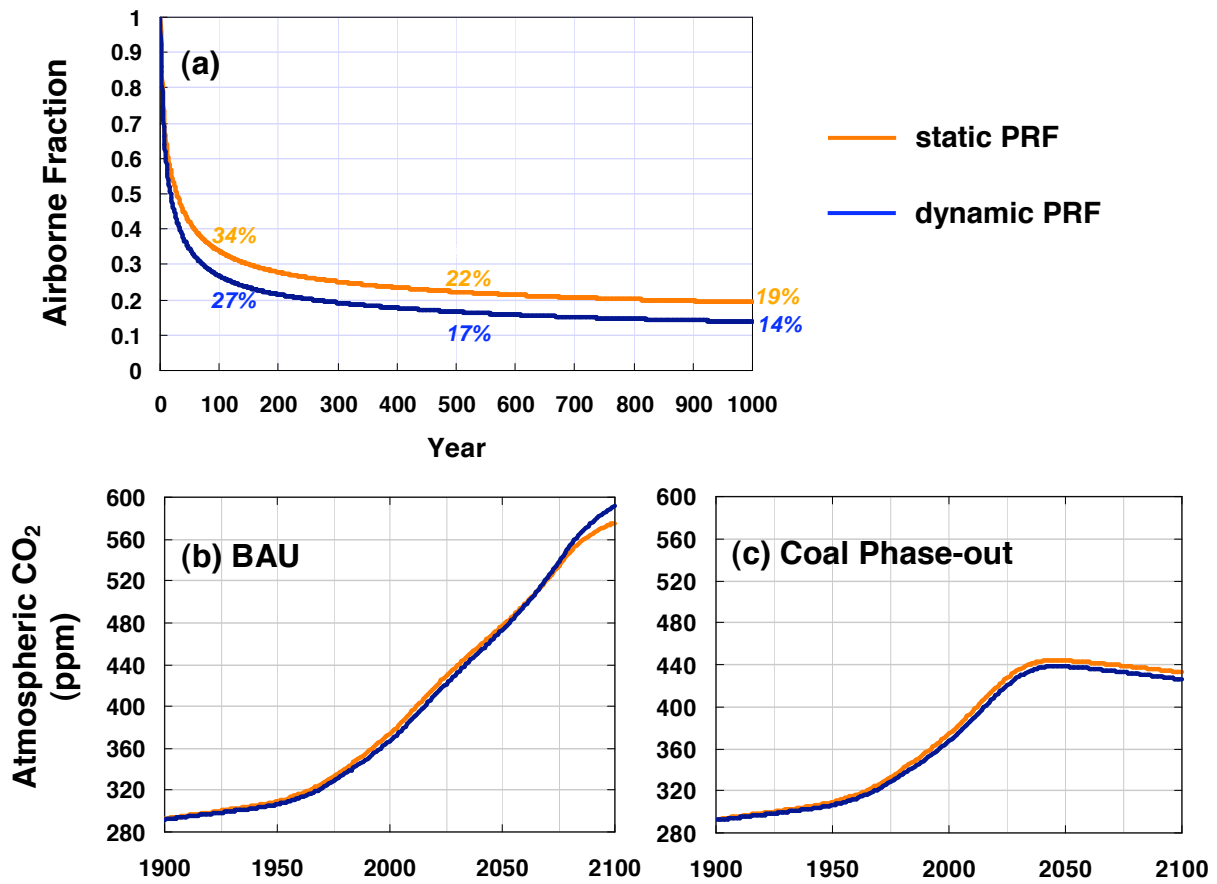 1
0.9
0.8
0.7
0.6
0.5
0.4
0.3
0.2
0.1
0
Airborne Fraction
(a)
34%
27%
22%
17%
19%
14%
0 100 200 300 400 500 600 700 800 900 1000
Year
static PRF
dynamic PRF
Atmospheric CO₂
(ppm)
600
560
520
480
440
400
360
320
280
(b) BAU
1900 1950 2000 2050 2100
600
560
520
480
440
400
360
320
280
(c) Coal Phase-out
1900 1950 2000 2050 2100